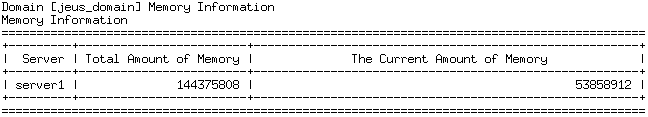 Domain [jeus_domain] Memory Information
Memory Information
================================================================================
+--------+------------------------+--------------------------------------------+
| Server | Total Amount of Memory | The Current Amount of Memory |
+--------+------------------------+--------------------------------------------+
| server1 | 144375808 | 53858912 |
+--------+------------------------+--------------------------------------------+
================================================================================